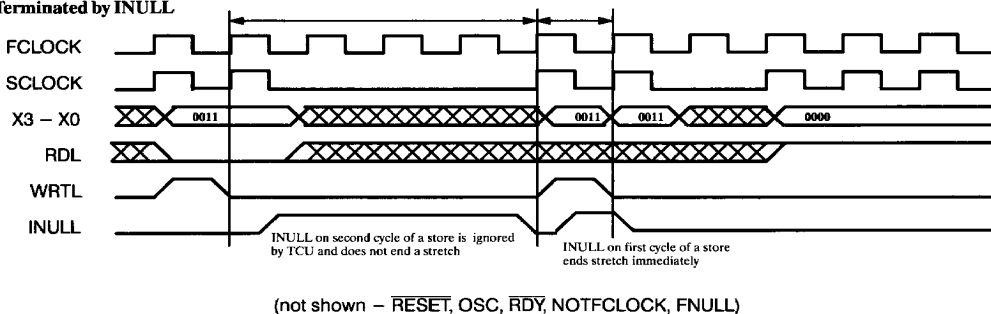 Terminated by INULL
FCLOCK
SCLOCK
X3 – X0 0011 0011 0011 0000
RDL
WRTL
INULL
INULL on second cycle of a store is ignored
by TCU and does not end a stretch
INULL on first cycle of a store
ends stretch immediately
(not shown – RESET, OSC, RDY, NOTFCLOCK, FNULL)